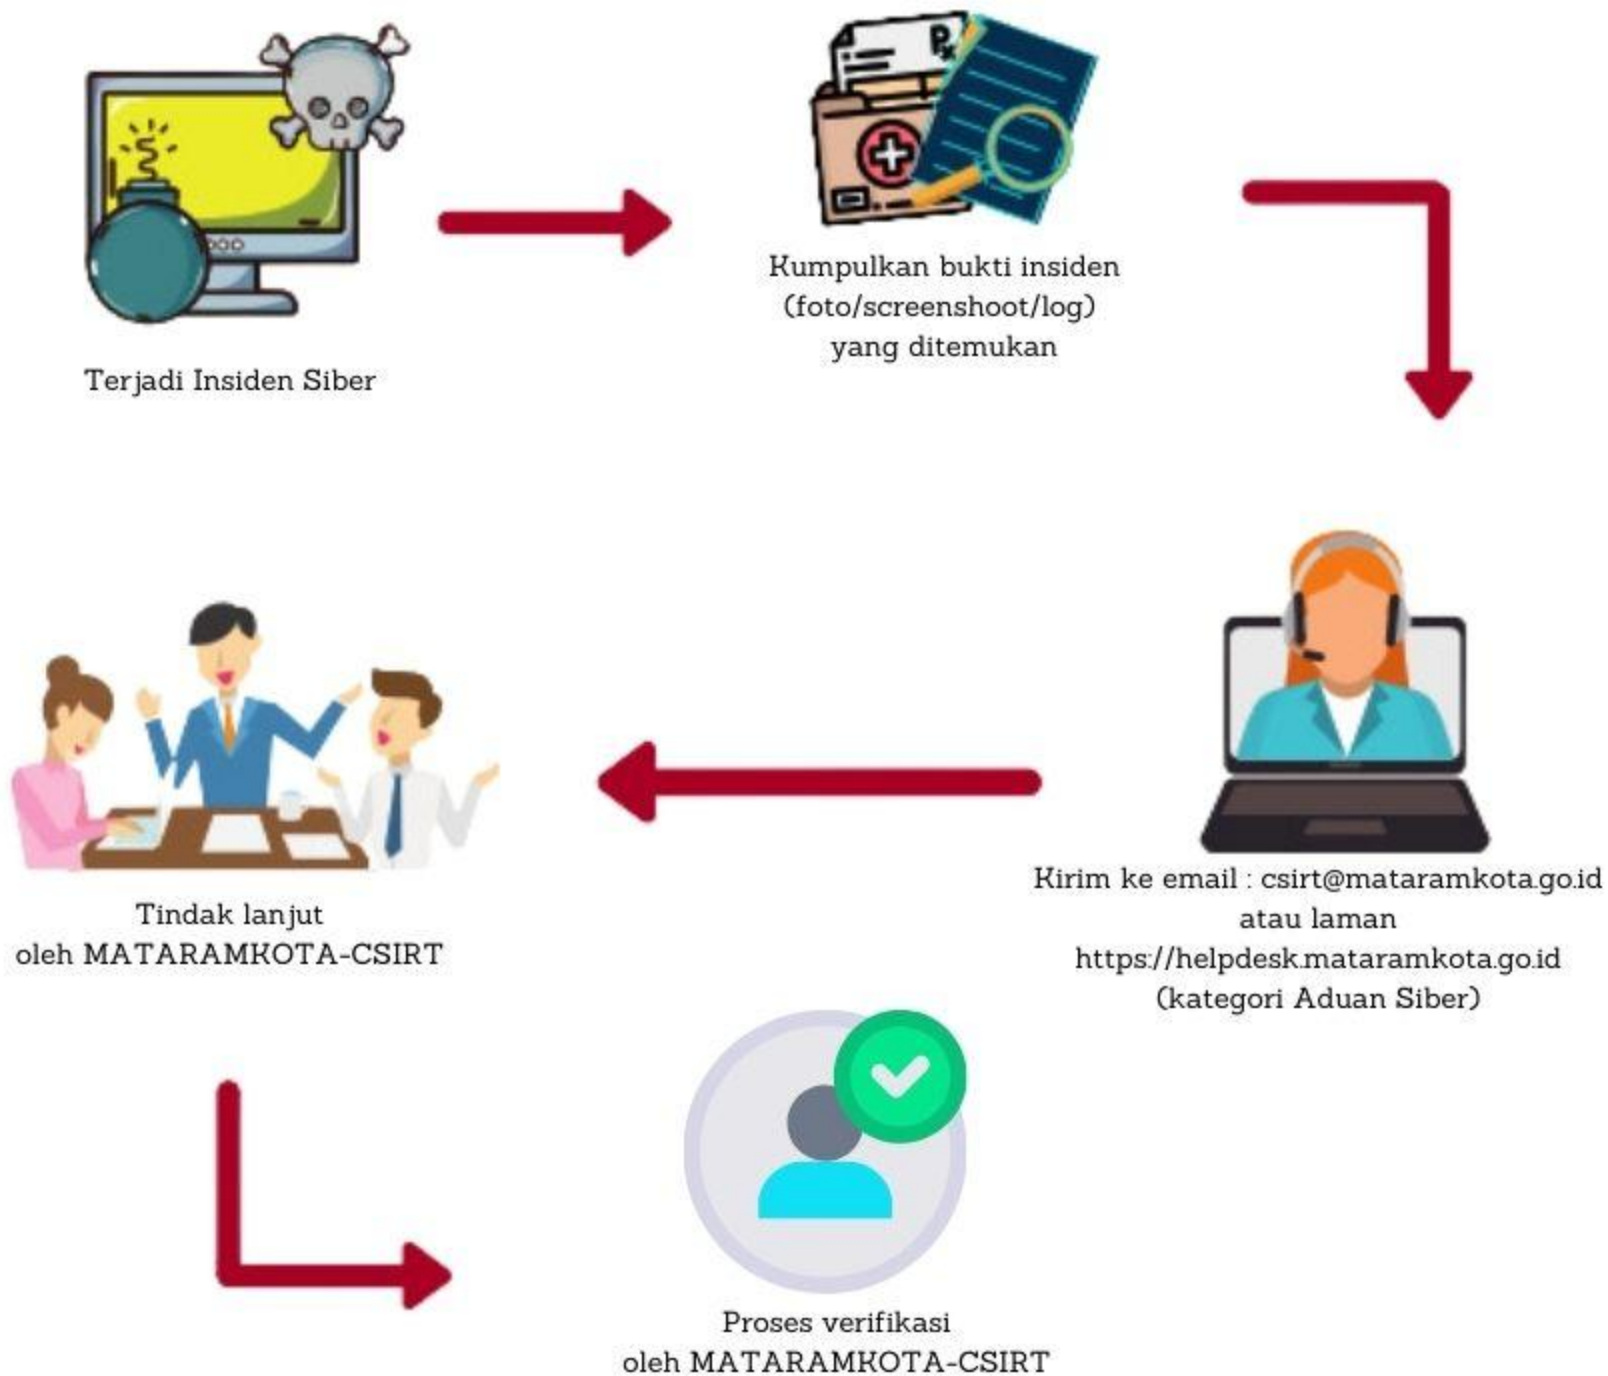 Terjadi Insiden Siber
Kumpulkan bukti insiden
(foto/screenshoot/log)
yang ditemukan
Kirim ke email : csirt@mataramkota.go.id
atau laman
https://helpdesk.mataramkota.go.id
(kategori Aduan Siber)
Tindak lanjut
oleh MATARAMKOTA-CSIRT
Proses verifikasi
oleh MATARAMKOTA-CSIRT